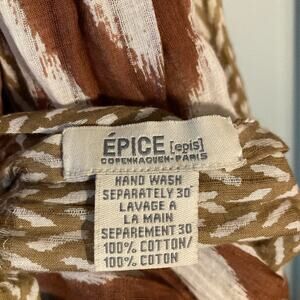 ÉPICE [epis]
COPENHAGUEN-PARIS
HAND WASH
SEPARATELY 30°
LAVAGE A
LA MAIN
SEPAREMENT 30
100% COTTON/
100% COTON